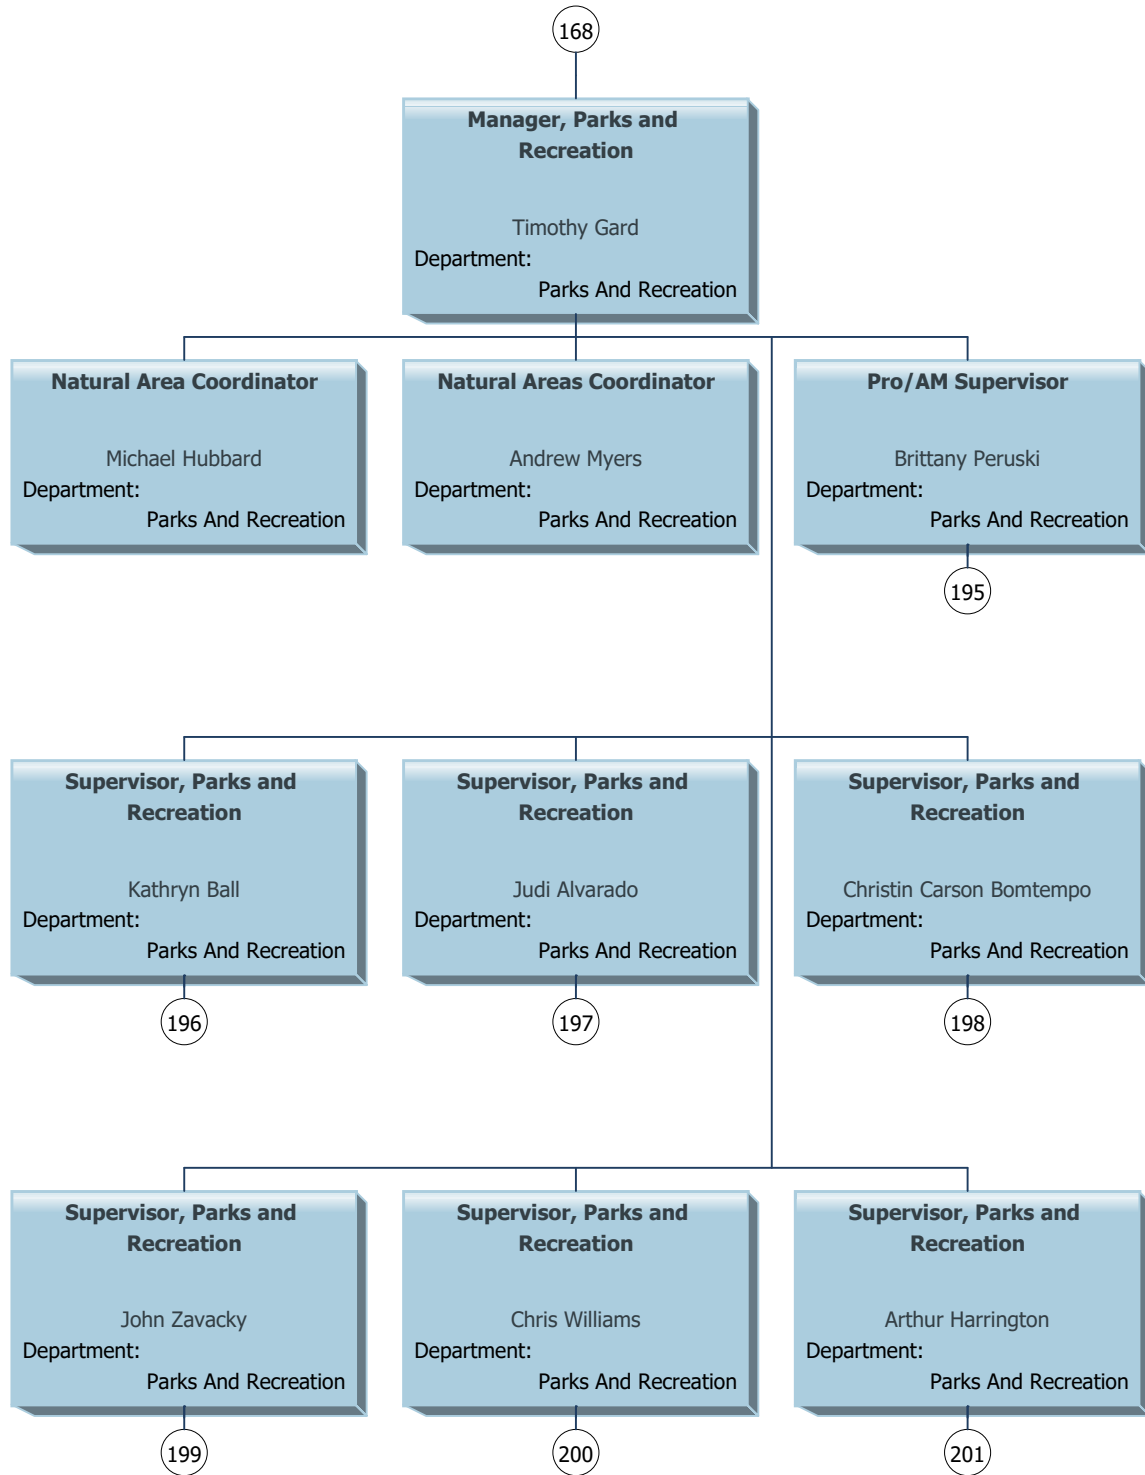 168
Manager, Parks and
Recreation
Timothy Gard
Department:
Parks And Recreation
Natural Area Coordinator
Michael Hubbard
Department:
Parks And Recreation
Natural Areas Coordinator
Andrew Myers
Department:
Parks And Recreation
Pro/AM Supervisor
Brittany Peruski
Department:
Parks And Recreation
195
Supervisor, Parks and
Recreation
Kathryn Ball
Department:
Parks And Recreation
196
Supervisor, Parks and
Recreation
Judi Alvarado
Department:
Parks And Recreation
197
Supervisor, Parks and
Recreation
Christin Carson Bomtempo
Department:
Parks And Recreation
198
Supervisor, Parks and
Recreation
John Zavacky
Department:
Parks And Recreation
199
Supervisor, Parks and
Recreation
Chris Williams
Department:
Parks And Recreation
200
Supervisor, Parks and
Recreation
Arthur Harrington
Department:
Parks And Recreation
201